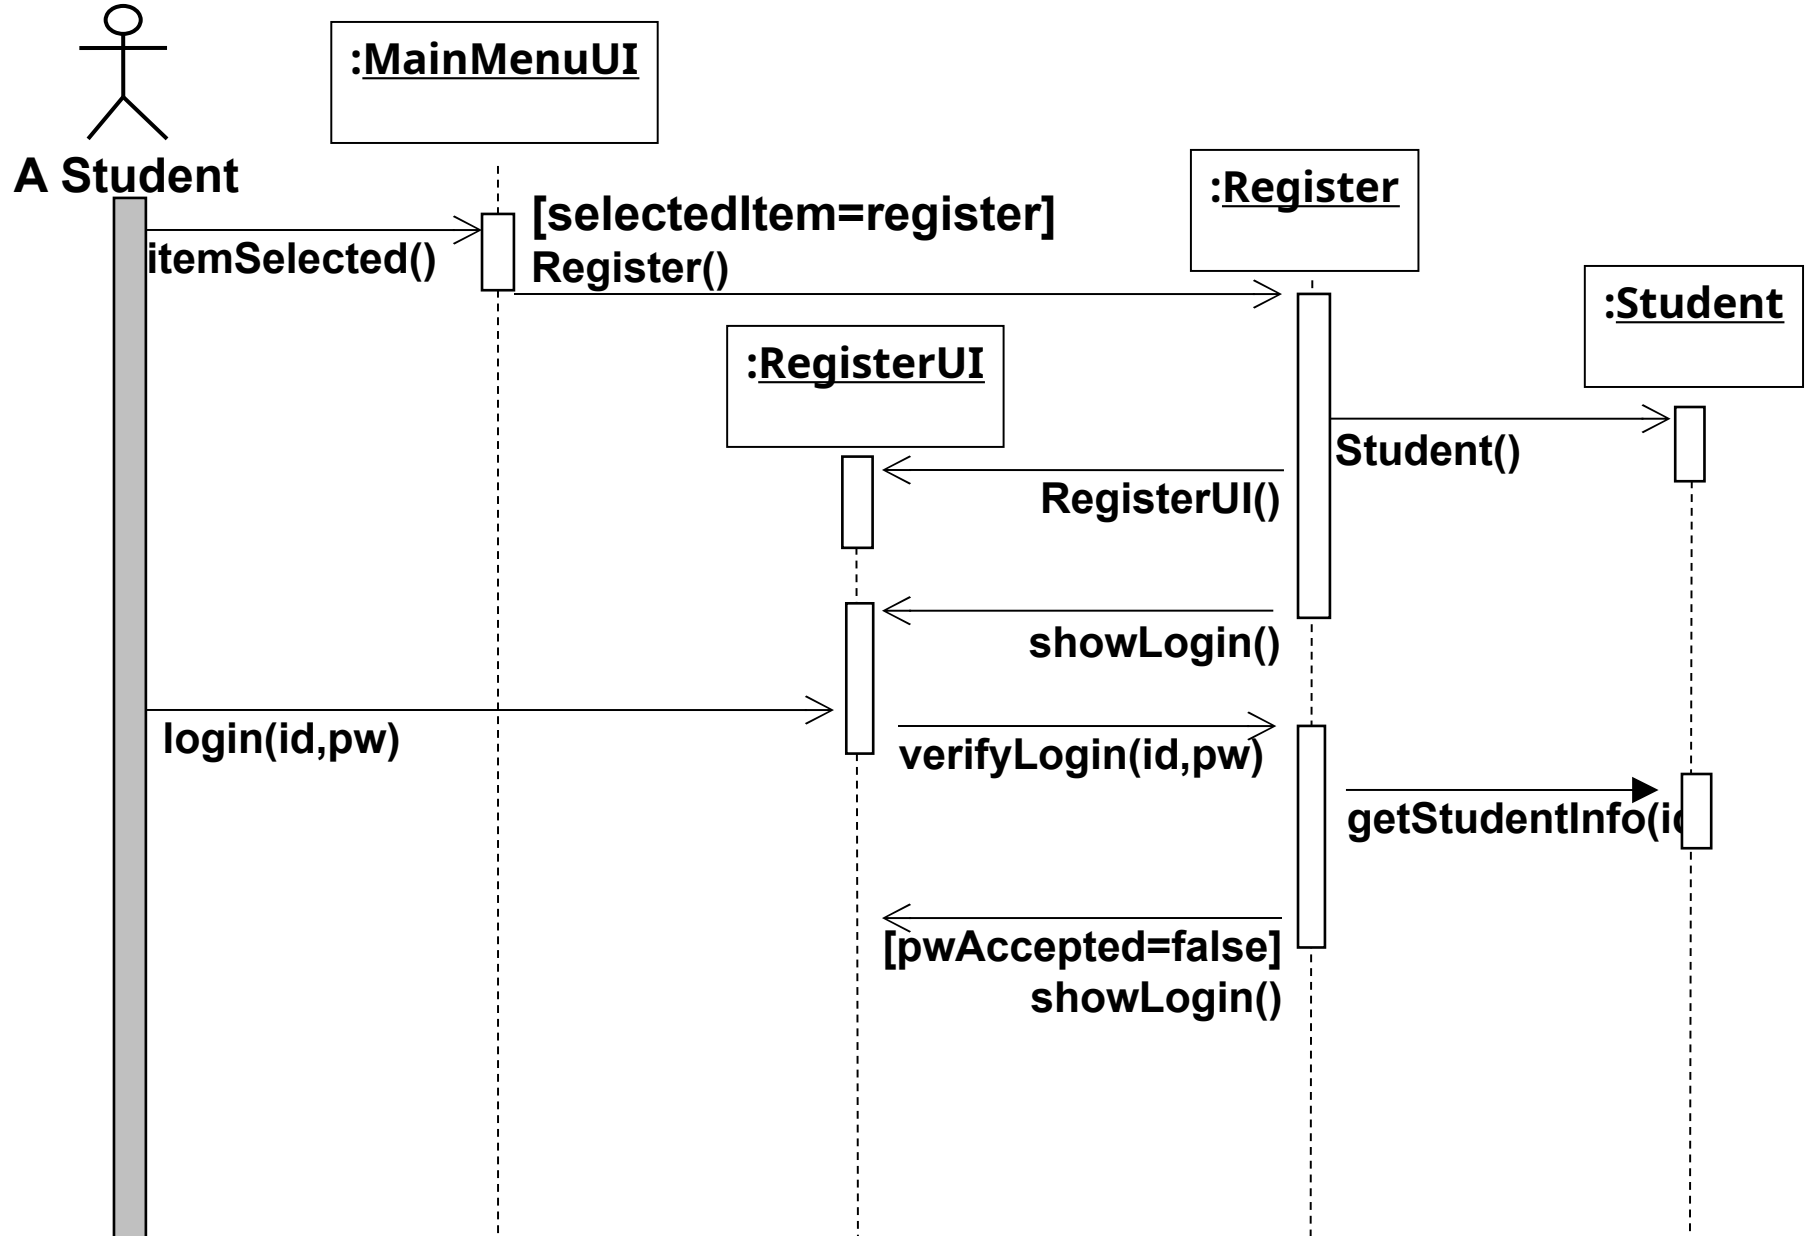 :MainMenuUI
A Student
:Register
[selectedItem=register]
Register()
itemSelected()
:Student
:RegisterUI
Student()
RegisterUI()
showLogin()
login(id,pw)
verifyLogin(id,pw)
getStudentInfo(i
[pwAccepted=false]
showLogin()